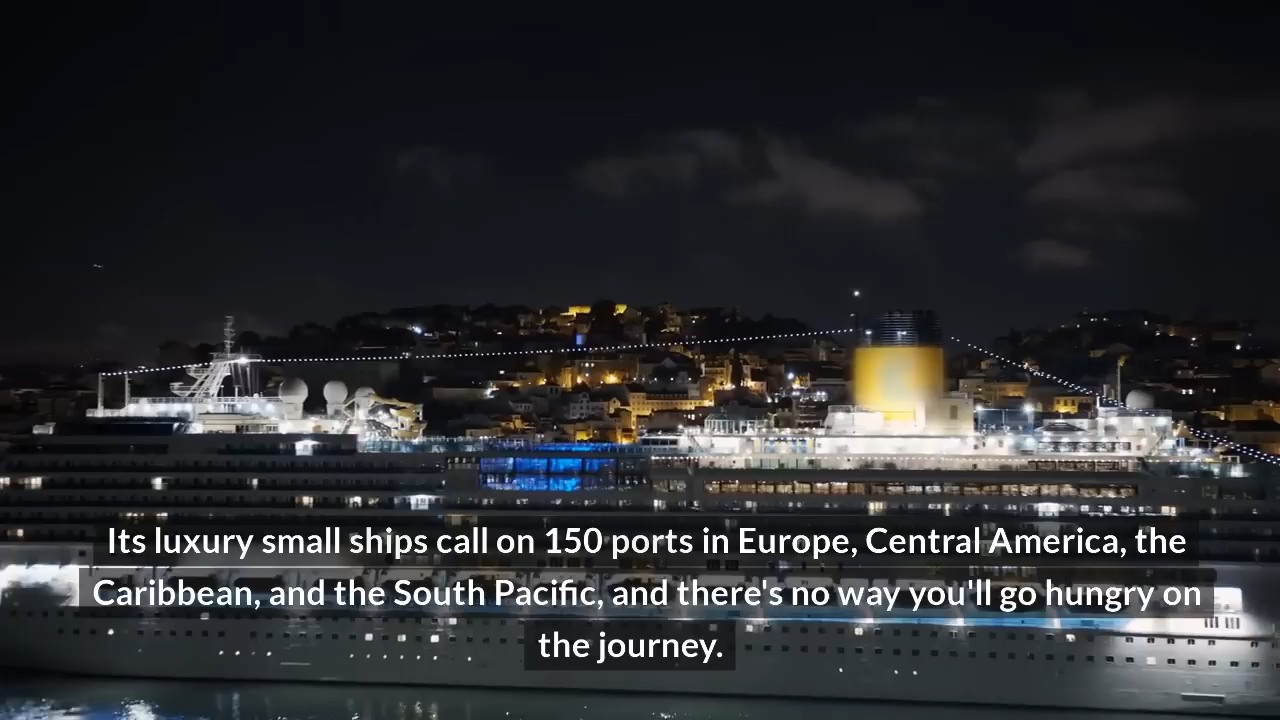 Its luxury small ships call on 150 ports in Europe, Central America, the
Caribbean, and the South Pacific, and there's no way you'll go hungry on
the journey.